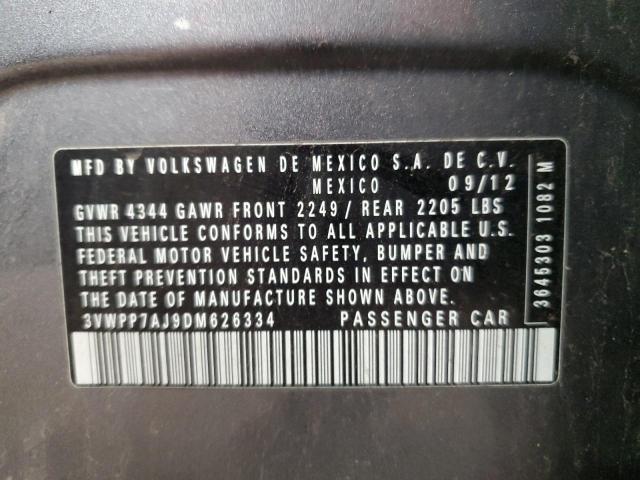 MFD BY VOLKSWAGEN DE MEXICO S.A. DE C.V.
MEXICO 09/12
GVWR 4344 GAWR FRONT 2249/ REAR 2205 LBS
THIS VEHICLE CONFORMS TO ALL APPLICABLE U.S.
FEDERAL MOTOR VEHICLE SAFETY, BUMPER AND
THEFT PREVENTION STANDARDS IN EFFECT ON
THE DATE OF MANUFACTURE SHOWN ABOVE.
3VWPP7AJ9DM626334 PASSENGER CAR
3645303 1082 M